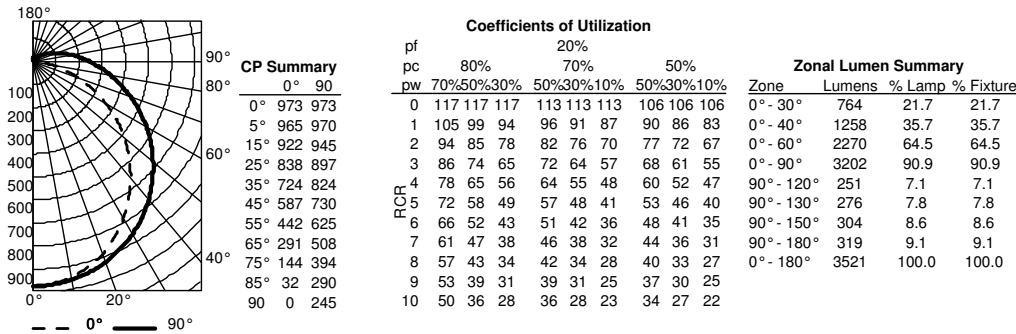 180°
90°
80°
60°
40°
100
200
300
400
500
600
700
800
900
0° 20°
0° 90°
CP Summary
0° 90
0° 973 973
5° 965 970
15° 922 945
25° 838 897
35° 724 824
45° 587 730
55° 442 625
65° 291 508
75° 144 394
85° 32 290
90 0 245
Coefficients of Utilization
pf 20%
pc 80% 70% 50%
pw 70%50%30% 50%30%10% 50%30%10%
RCR
0 117 117 117 113 113 113 106 106 106
1 105 99 94 96 91 87 90 86 83
2 94 85 78 82 76 70 77 72 67
3 86 74 65 72 64 57 68 61 55
4 78 65 56 64 55 48 60 52 47
5 72 58 49 57 48 41 53 46 40
6 66 52 43 51 42 36 48 41 35
7 61 47 38 46 38 32 44 36 31
8 57 43 34 42 34 28 40 33 27
9 53 39 31 39 31 25 37 30 25
10 50 36 28 36 28 23 34 27 22
Zonal Lumen Summary
Zone Lumens % Lamp % Fixture
0° - 30° 764 21.7 21.7
0° - 40° 1258 35.7 35.7
0° - 60° 2270 64.5 64.5
0° - 90° 3202 90.9 90.9
90° - 120° 251 7.1 7.1
90° - 130° 276 7.8 7.8
90° - 150° 304 8.6 8.6
90° - 180° 319 9.1 9.1
0° - 180° 3521 100.0 100.0